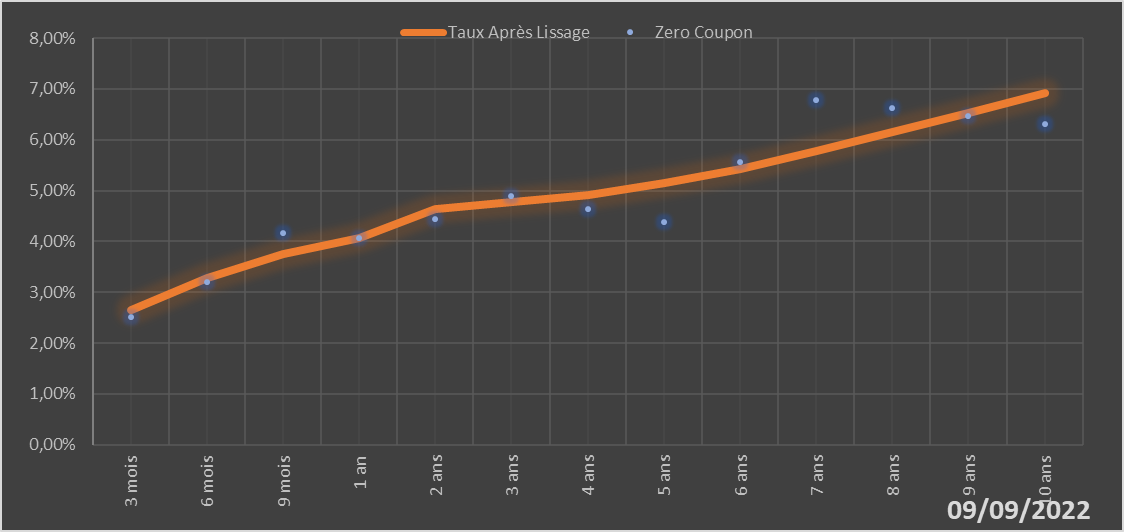 Taux Après Lissage
Zero Coupon
8,00%
7,00%
6,00%
5,00%
4,00%
3,00%
2,00%
1,00%
0,00%
3 mois
6 mois
9 mois
1 an
2 ans
3 ans
4 ans
5 ans
6 ans
7 ans
8 ans
9 ans
10 ans
09/09/2022